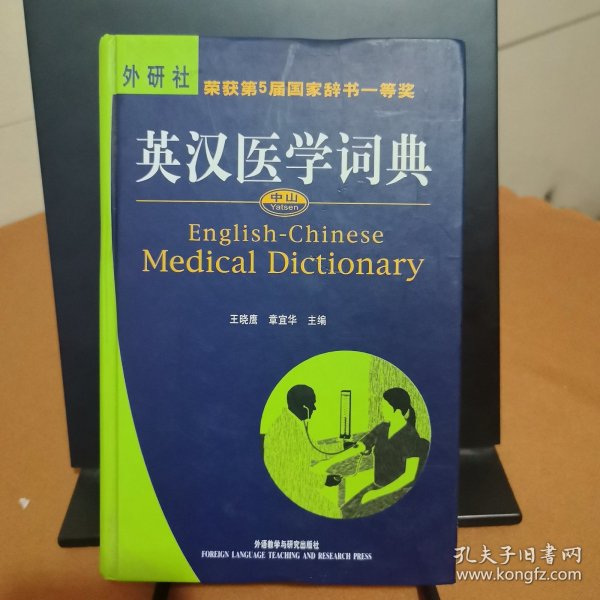 外研社
荣获第5届国家辞书一等奖
英汉医学词典
中山
Yatsen
English-Chinese
Medical Dictionary
王晓鹰 章宜华 主编
外语教学与研究出版社
FOREIGN LANGUAGE TEACHING AND RESEARCH PRESS
孔夫子旧书网
www.kongfz.com